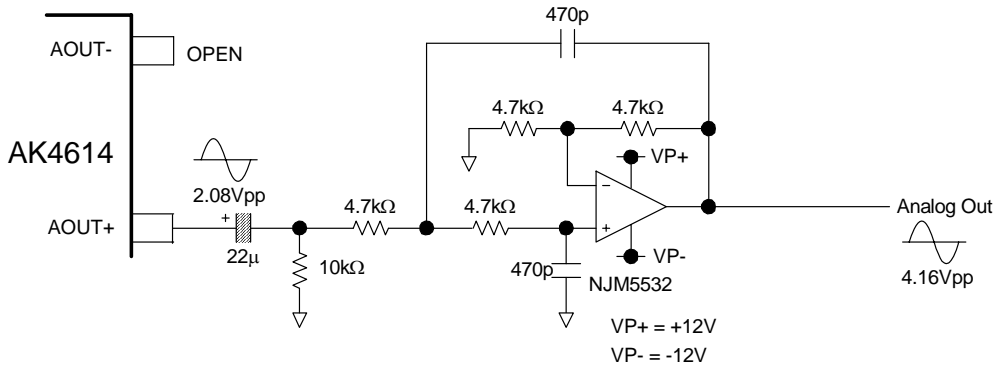 470p
AOUT-
OPEN
4.7kΩ
4.7kΩ
AK4614
VP+
2.08Vpp
−
4.7kΩ
4.7kΩ
Analog Out
AOUT+
+
+
VP-
22μ
10kΩ
470p
NJM5532
4.16Vpp
VP+ = +12V
VP- = -12V